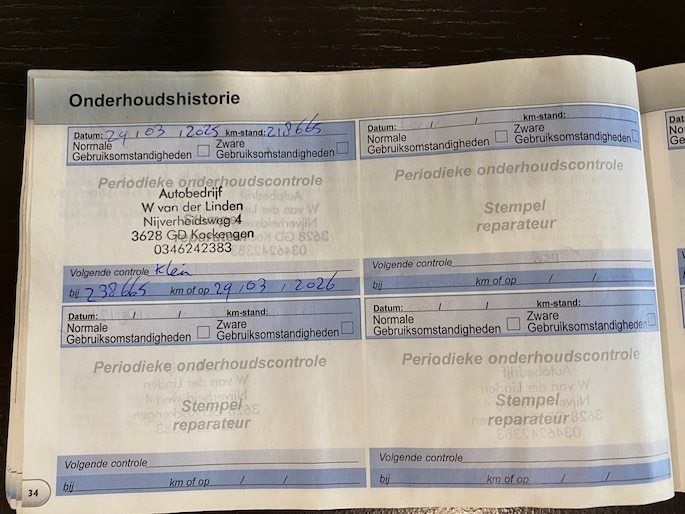 Onderhoudshistorie
Datum: 29 / 03 / 2025 km-stand: 218665
Normale Gebruiksomstandigheden
Zware Gebruiksomstandigheden
Periodieke onderhoudscontrole
Autobedrijf
W van der Linden
Nijverheidsweg 4
3628 GD Kockengen
0346242383
Volgende controle Klein
bij 238665 km of op 29 / 03 / 2026
Datum: / / km-stand:
Normale Gebruiksomstandigheden
Zware Gebruiksomstandigheden
Periodieke onderhoudscontrole
Stempel
reparateur
Volgende controle
bij km of op / /
Datum: / / km-stand:
Normale Gebruiksomstandigheden
Zware Gebruiksomstandigheden
Periodieke onderhoudscontrole
Stempel
reparateur
Volgende controle
bij km of op / /
Datum: / / km-stand:
Normale Gebruiksomstandigheden
Zware Gebruiksomstandigheden
Periodieke onderhoudscontrole
Stempel
reparateur
Volgende controle
bij km of op / /
34